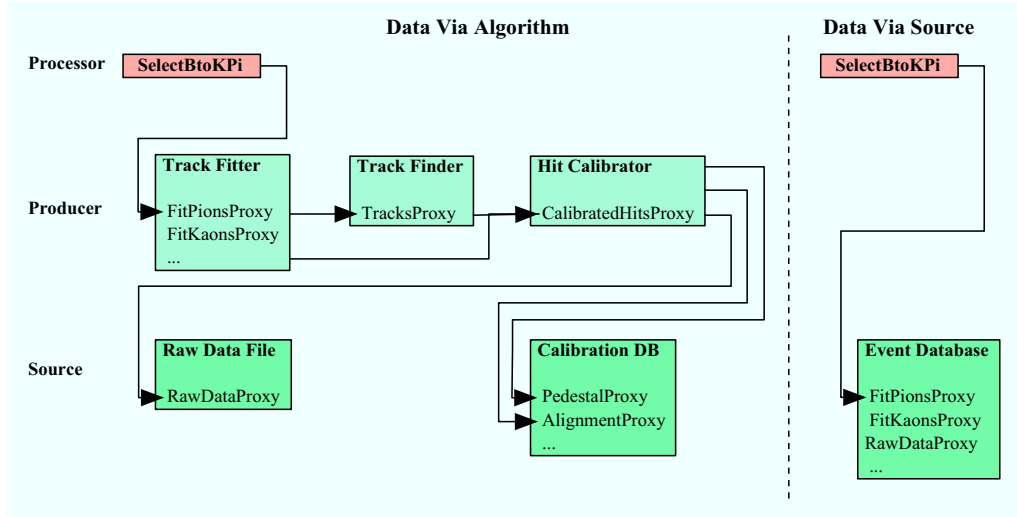 Data Via Algorithm
Data Via Source
Processor
SelectBtoKPi
SelectBtoKPi
Producer
Track Fitter
FitPionsProxy
FitKaonsProxy
...
Track Finder
TracksProxy
Hit Calibrator
CalibratedHitsProxy
Source
Raw Data File
RawDataProxy
Calibration DB
PedestalProxy
AlignmentProxy
...
Event Database
FitPionsProxy
FitKaonsProxy
RawDataProxy
...